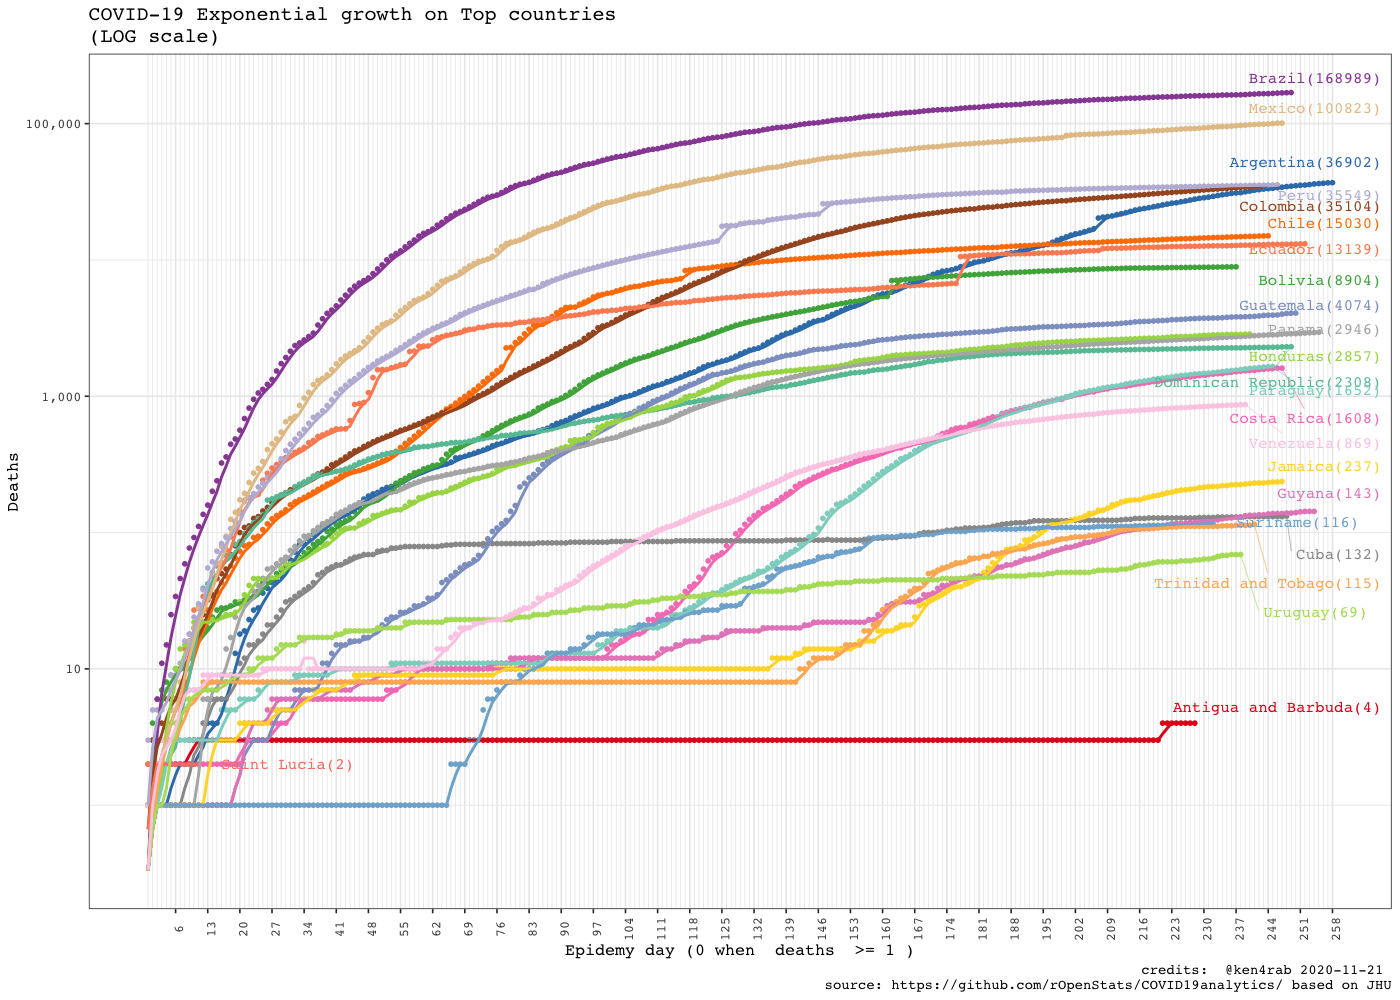 COVID-19 Exponential growth on Top countries
(LOG scale)
Brazil(168989)
Mexico(100823)
100,000
Argentina(36902)
Peru(35549)
Colombia(35104)
Chile(15030)
Ecuador(13139)
Bolivia(8904)
Guatemala(4074)
Panama(2946)
Honduras(2857)
Dominican Republic(2308)
Paraguay(1652)
1,000
Costa Rica(1608)
Venezuela(869)
Jamaica(237)
Deaths
Guyana(143)
Suriname(116)
Cuba(132)
Trinidad and Tobago(115)
Uruguay(69)
10
Antigua and Barbuda(4)
Saint Lucia(2)
6 13 20 27 34 41 48 55 62 69 76 83 90 97 104 111 118 125 132 139 146 153 160 167 174 181 188 195 202 209 216 223 230 237 244 251 258
Epidemy day (0 when  deaths  >= 1 )
credits:  @ken4rab 2020-11-21
source: https://github.com/rOpenStats/COVID19analytics/ based on JHU